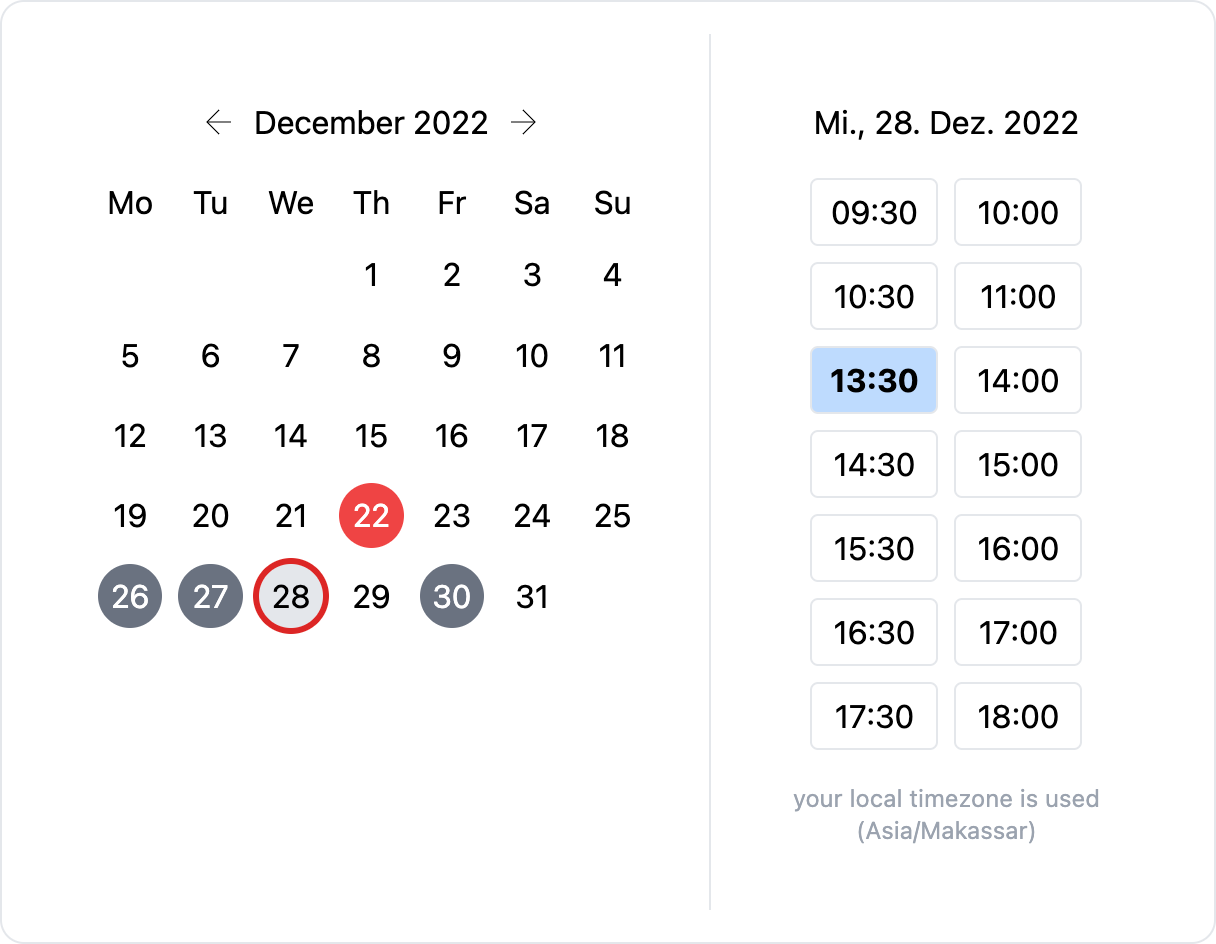 ← December 2022 →
Mo Tu We Th Fr Sa Su
1 2 3 4
5 6 7 8 9 10 11
12 13 14 15 16 17 18
19 20 21 22 23 24 25
26 27 28 29 30 31
Mi., 28. Dez. 2022
09:30 10:00
10:30 11:00
13:30 14:00
14:30 15:00
15:30 16:00
16:30 17:00
17:30 18:00
your local timezone is used
(Asia/Makassar)